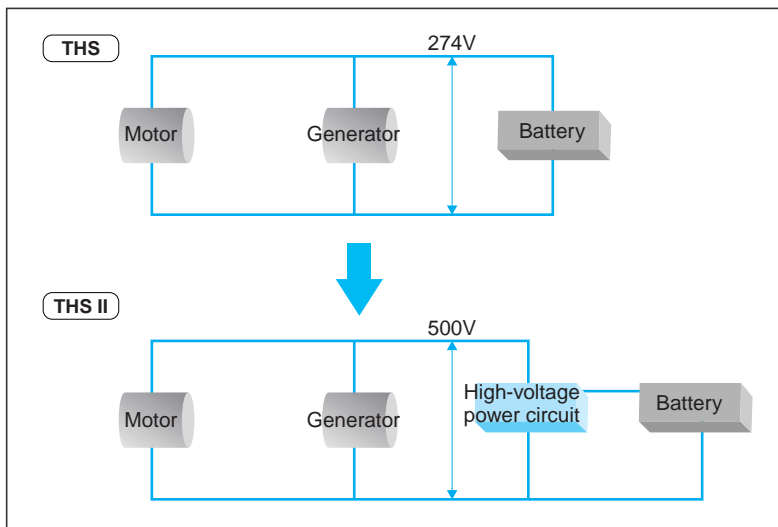 THS
274V
Motor
Generator
Battery
THS II
500V
Motor
Generator
High-voltage
power circuit
Battery